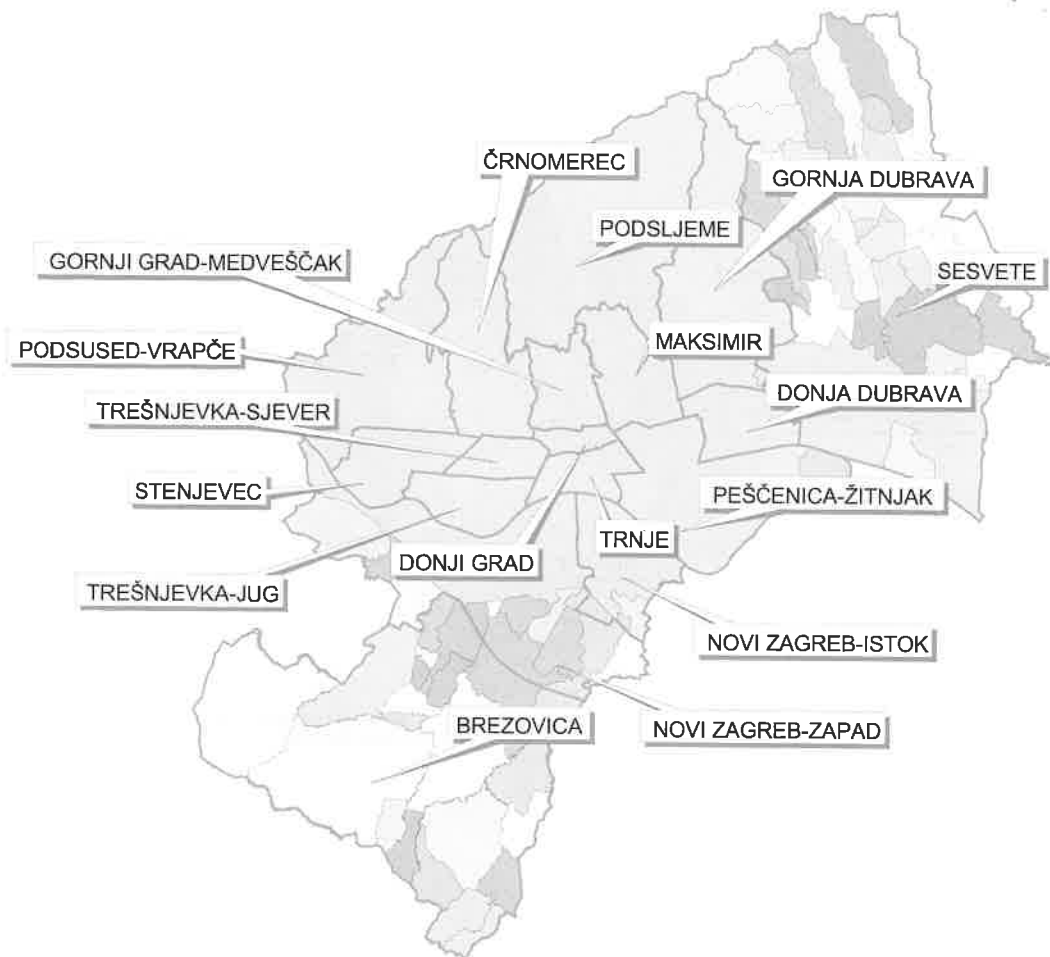 ČRNOMEREC
GORNJA DUBRAVA
PODSLJEME
GORNJI GRAD-MEDVEŠČAK
SESVETE
PODSUSED-VRAPČE
MAKSIMIR
DONJA DUBRAVA
TREŠNJEVKA-SJEVER
STENJEVEC
PEŠČENICA-ŽITNJAK
TRNJE
DONJI GRAD
TREŠNJEVKA-JUG
NOVI ZAGREB-ISTOK
BREZOVICA
NOVI ZAGREB-ZAPAD